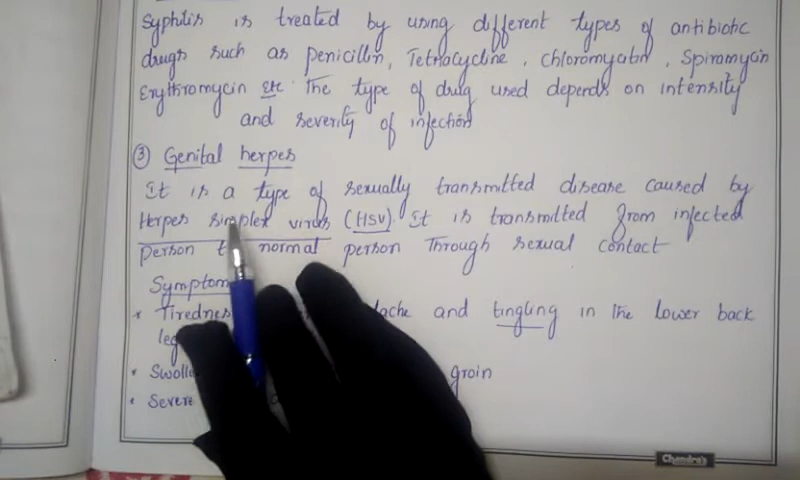 Syphilis is treated by using different types of antibiotic
drugs such as penicillin, Tetracycline, Chloromycetin, Spiramycin
Erythromycin etc. The type of drug used depends on intensity
and severity of infection
③ Genital herpes
It is a type of sexually transmitted disease caused by
Herpes simplex virus (HSV). It is transmitted from infected
person to normal person through sexual contact
Symptom
* Tirednes and tingling in the lower back
* groin
* Severe
Chandra's